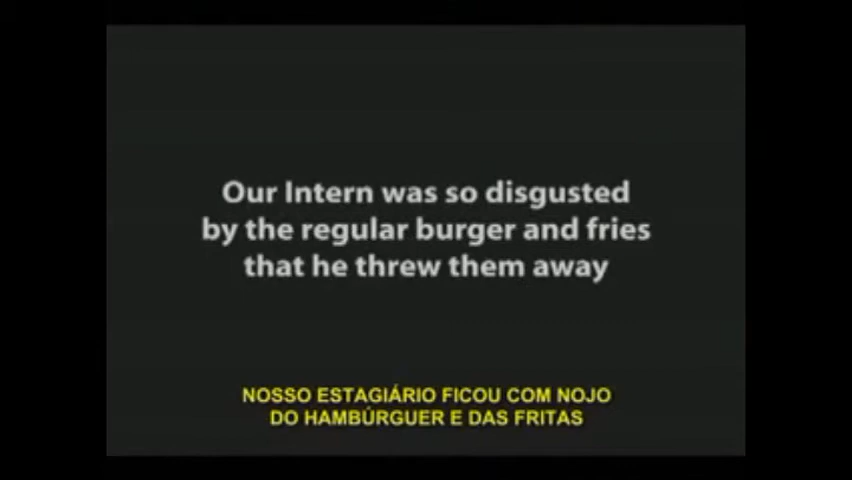 Our Intern was so disgusted
by the regular burger and fries
that he threw them away
NOSSO ESTAGIÁRIO FICOU COM NOJO
DO HAMBÚRGUER E DAS FRITAS